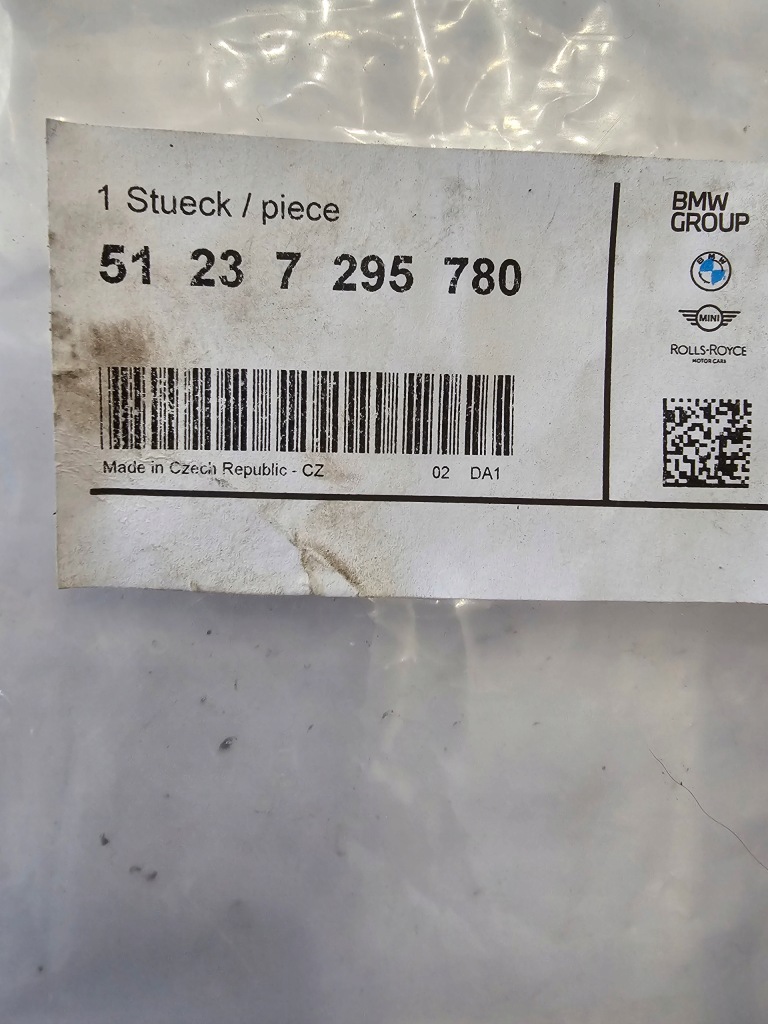 1 Stueck / piece
51 23 7 295 780
Made in Czech Republic - CZ 02 DA1
BMW
GROUP
BMW
MINI
ROLLS-ROYCE
MOTOR CARS